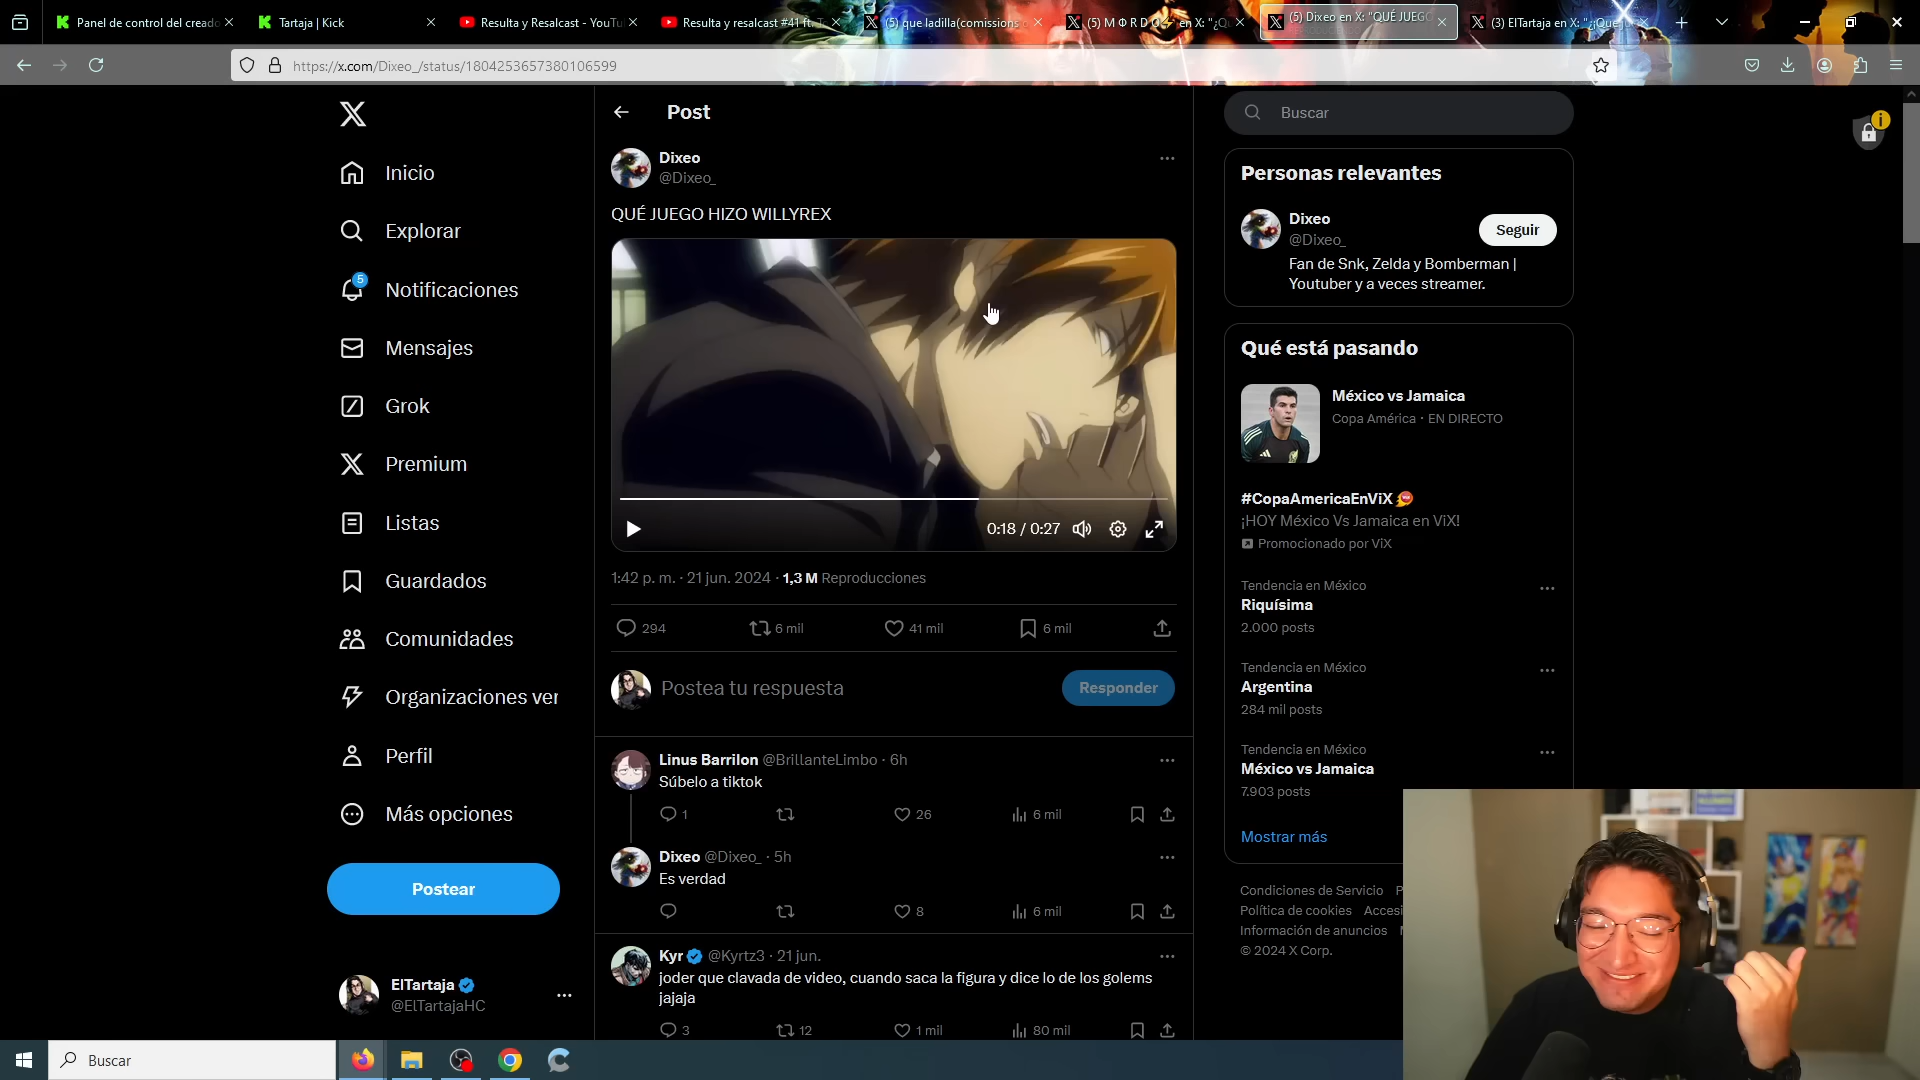 Panel de control del creado
Tartaja | Kick
Resulta y Resalcast - YouTu
Resulta y resalcast #41 ft. T
(5) que ladilla(comissions
(5) M Φ R D O⚡ en X: "¿Q
(5) Dixeo en X: "QUÉ JUEGO
(3) ElTartaja en X: "¿¡Que
https://x.com/Dixeo_/status/1804253657380106599
Inicio
Explorar
5
Notificaciones
Mensajes
Grok
Premium
Listas
Guardados
Comunidades
Organizaciones ver
Perfil
Más opciones
Postear
ElTartaja
@ElTartajaHC
Post
Dixeo
@Dixeo_
QUÉ JUEGO HIZO WILLYREX
0:18 / 0:27
1:42 p. m. · 21 jun. 2024 · 1,3 M Reproducciones
294 6 mil 41 mil 6 mil
Postea tu respuesta
Responder
Linus Barrilon @BrillanteLimbo · 6h
Súbelo a tiktok
1 26 6 mil
Dixeo @Dixeo_ · 5h
Es verdad
8 6 mil
Kyr @Kyrtz3 · 21 jun.
joder que clavada de video, cuando saca la figura y dice lo de los golems
jajaja
3 12 1 mil 80 mil
Buscar
Personas relevantes
Dixeo
@Dixeo_
Seguir
Fan de Snk, Zelda y Bomberman |
Youtuber y a veces streamer.
Qué está pasando
México vs Jamaica
Copa América · EN DIRECTO
#CopaAmericaEnViX
¡HOY México Vs Jamaica en ViX!
Promocionado por ViX
Tendencia en México
Riquísima
2.000 posts
Tendencia en México
Argentina
284 mil posts
Tendencia en México
México vs Jamaica
7.903 posts
Mostrar más
Condiciones de Servicio P
Política de cookies Accesi
Información de anuncios
© 2024 X Corp.
Buscar